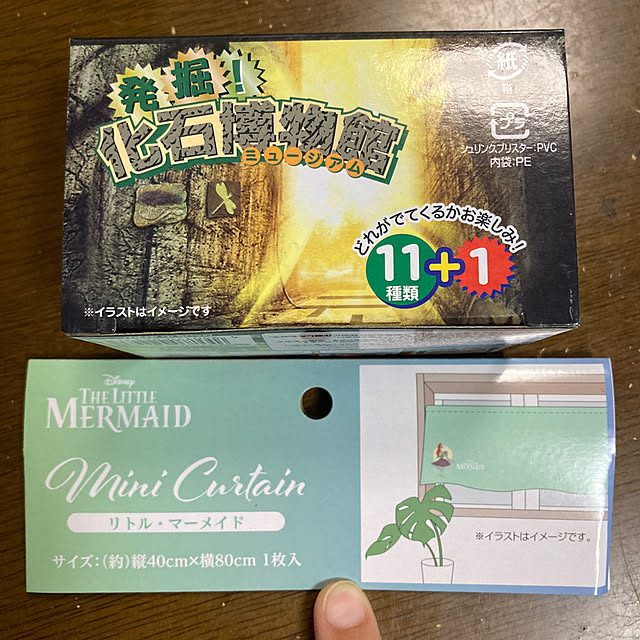 発掘！
化石博物館
ミュージアム
紙
箱
プラ
シュリンクブリスター：PVC
内袋：PE
どれがでてくるかお楽しみ！
11+1
種類
※イラストはイメージです
Disney
THE LITTLE
MERMAID
Mini Curtain
リトル・マーメイド
サイズ：(約)縦40cm×横80cm 1枚入
MERMAID
※イラストはイメージです。